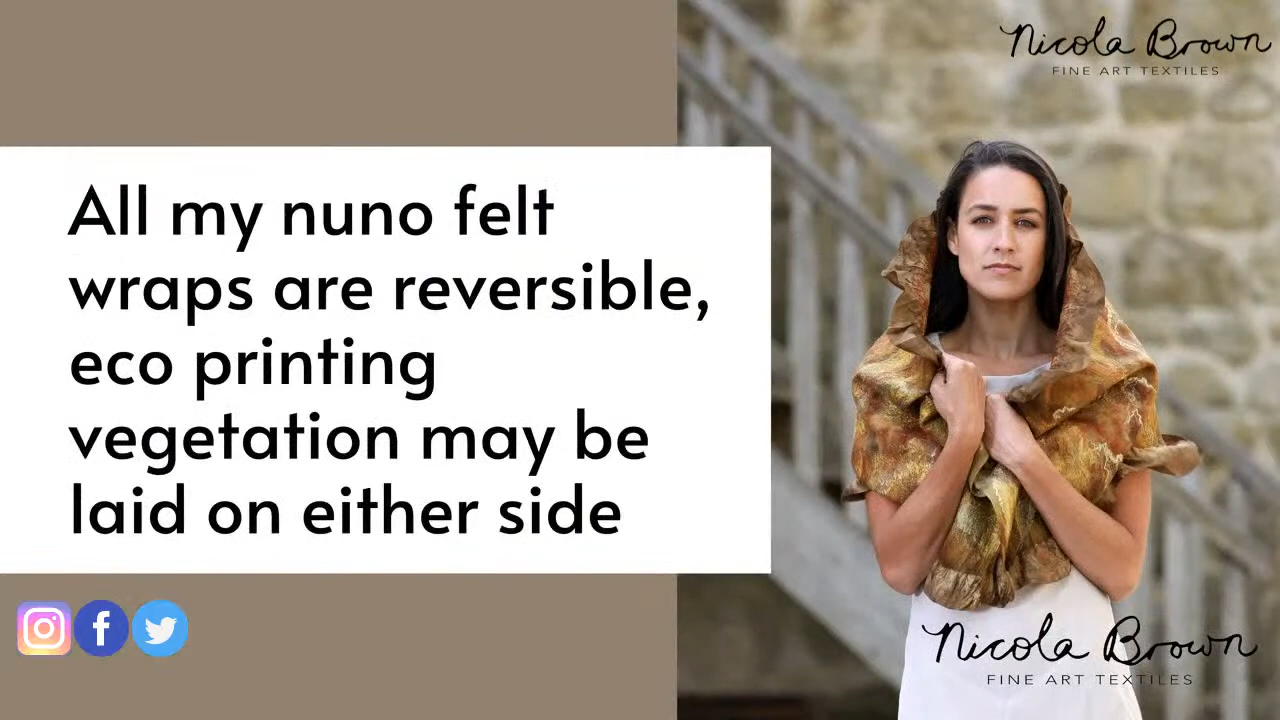 Nicola Brown
FINE ART TEXTILES
All my nuno felt
wraps are reversible,
eco printing
vegetation may be
laid on either side
Nicola Brown
FINE ART TEXTILES